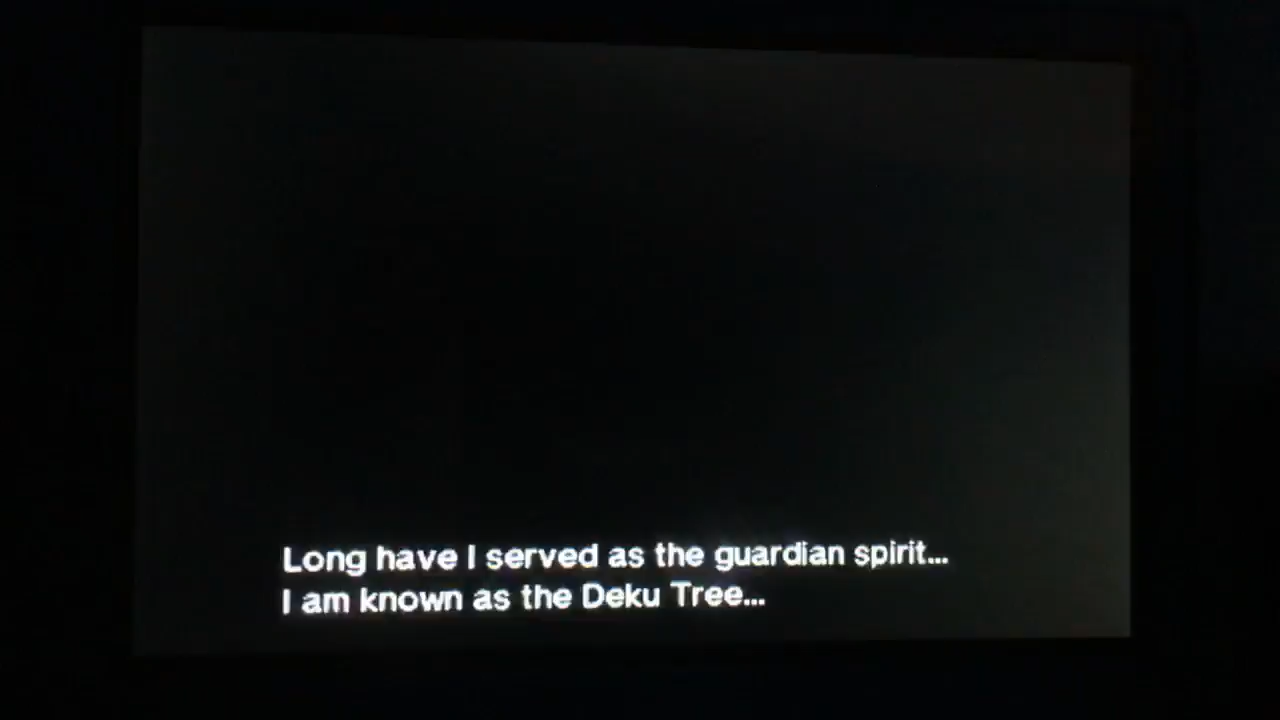 Long have I served as the guardian spirit...
I am known as the Deku Tree...